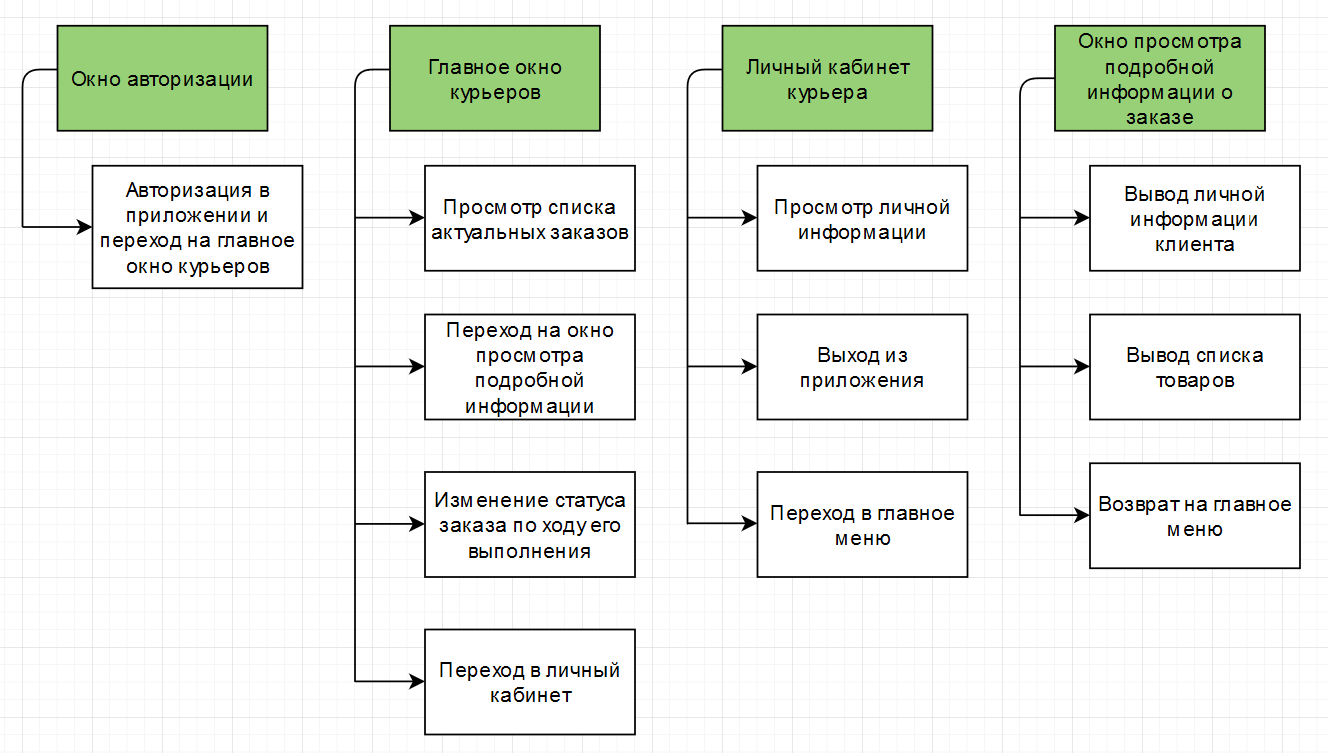 Окно авторизации
Авторизация в
приложении и
переход на главное
окно курьеров
Главное окно
курьеров
Просмотр списка
актуальных заказов
Переход на окно
просмотра
подробной
информации
Изменение статуса
заказа по ходу его
выполнения
Переход в личный
кабинет
Личный кабинет
курьера
Просмотр личной
информации
Выход из
приложения
Переход в главное
меню
Окно просмотра
подробной
информации о
заказе
Вывод личной
информации
клиента
Вывод списка
товаров
Возврат на главное
меню